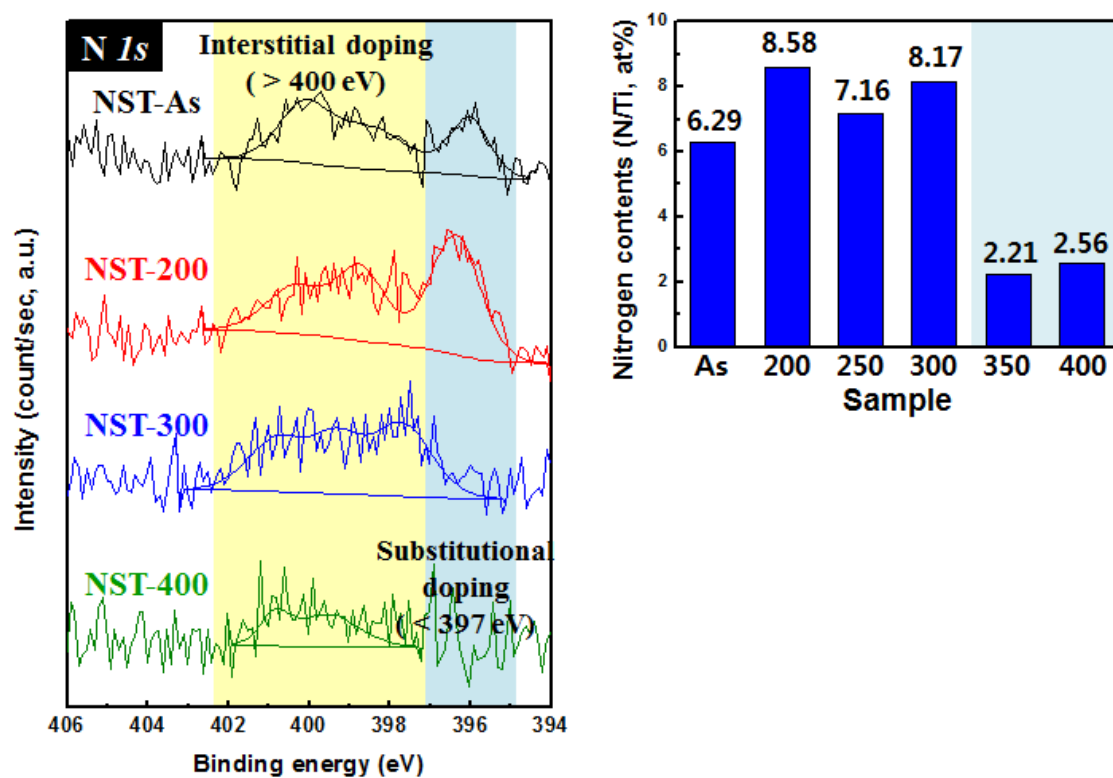 N 1s
Interstitial doping
( > 400 eV)
NST-As
NST-200
NST-300
NST-400
Substitutional
doping
( < 397 eV)
Intensity (count/sec, a.u.)
406 404 402 400 398 396 394
Binding energy (eV)
Nitrogen contents (N/Ti, at%)
10
8
6
4
2
0
6.29
8.58
7.16
8.17
2.21
2.56
As 200 250 300 350 400
Sample